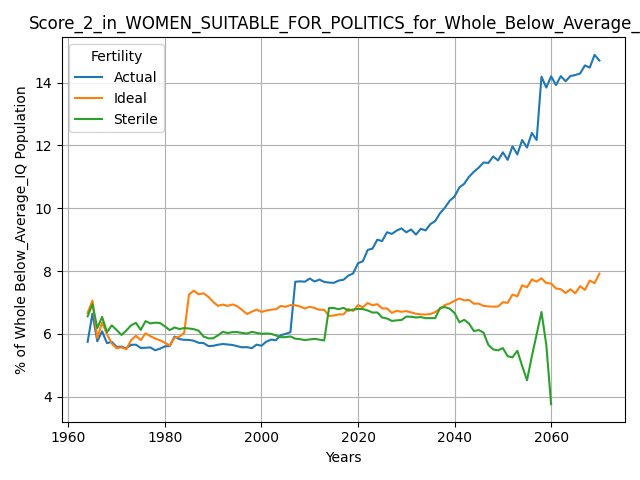 Score_2_in_WOMEN_SUITABLE_FOR_POLITICS_for_Whole_Below_Average_
Fertility
Actual
Ideal
Sterile
% of Whole Below_Average_IQ Population
14
12
10
8
6
4
1960 1980 2000 2020 2040 2060
Years